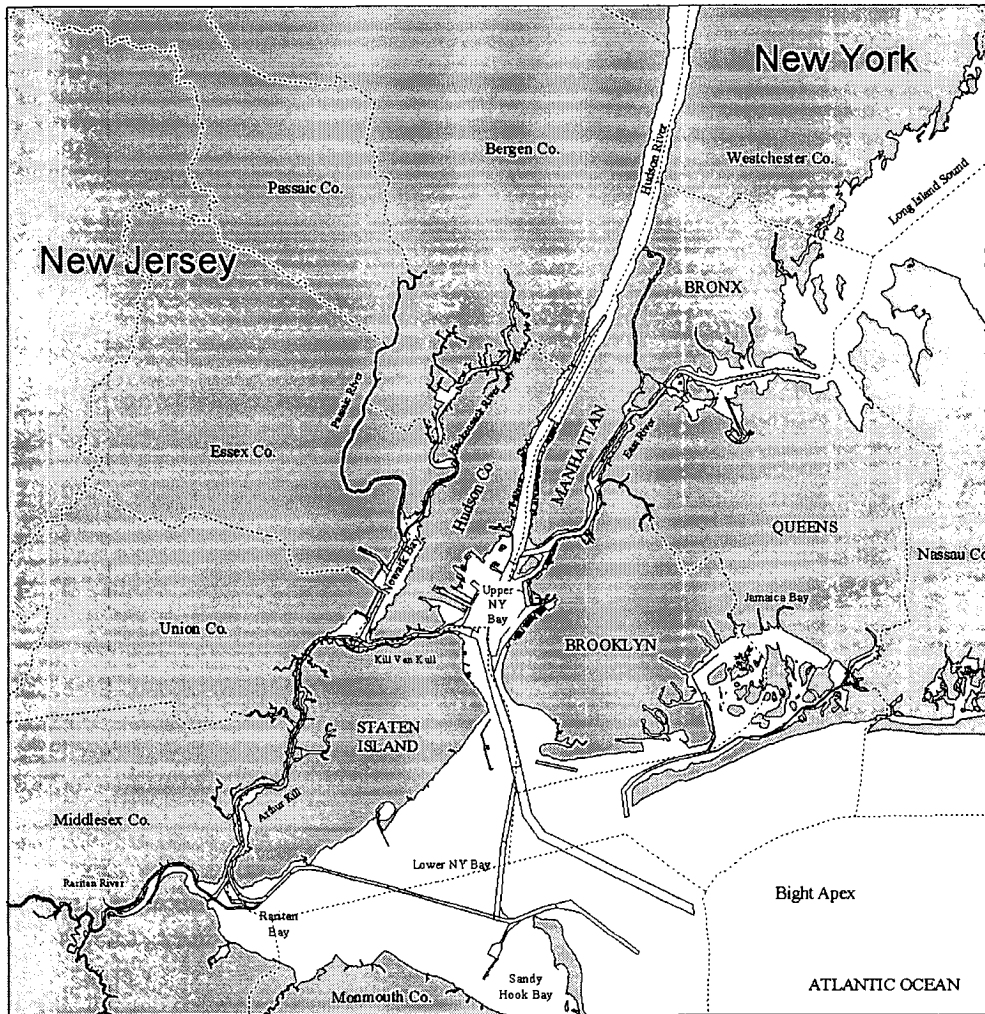 New York
Bergen Co.
Hudson River
Westchester Co.
Passaic Co.
Long Island Sound
New Jersey
BRONX
Passaic River
Hackensack River
MANHATTAN
East River
Essex Co.
Hudson Co.
QUEENS
Nassau Co
Newark Bay
Upper
NY
Bay
Jamaica Bay
Union Co.
Kill Van Kull
BROOKLYN
STATEN
ISLAND
Arthur Kill
Middlesex Co.
Lower NY Bay
Raritan River
Bight Apex
Raritan
Bay
Sandy
Hook Bay
ATLANTIC OCEAN
Monmouth Co.